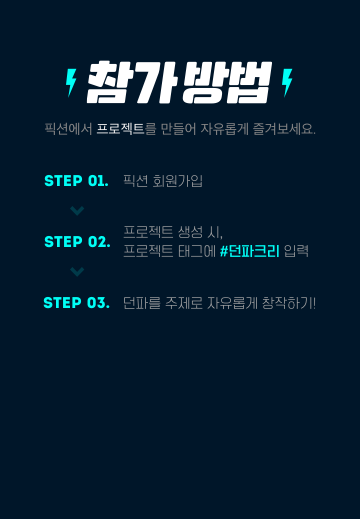 참가방법
픽션에서 프로젝트를 만들어 자유롭게 즐겨보세요.
STEP 01. 픽션 회원가입
프로젝트 생성 시,
STEP 02. 프로젝트 태그에 #던파크리 입력
STEP 03. 던파를 주제로 자유롭게 창작하기!